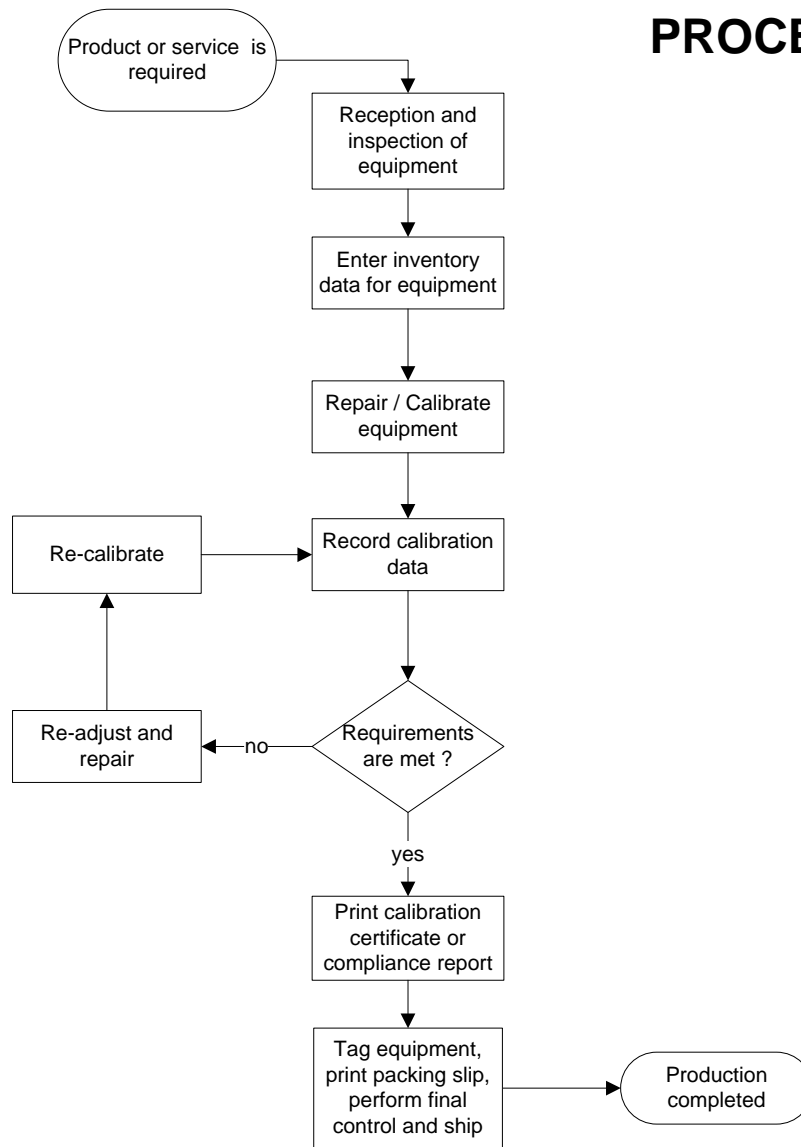 PROCE
Product or service is
required
Reception and
inspection of
equipment
Enter inventory
data for equipment
Repair / Calibrate
equipment
Re-calibrate
Record calibration
data
Re-adjust and
repair
no
Requirements
are met ?
yes
Print calibration
certificate or
compliance report
Tag equipment,
print packing slip,
perform final
control and ship
Production
completed